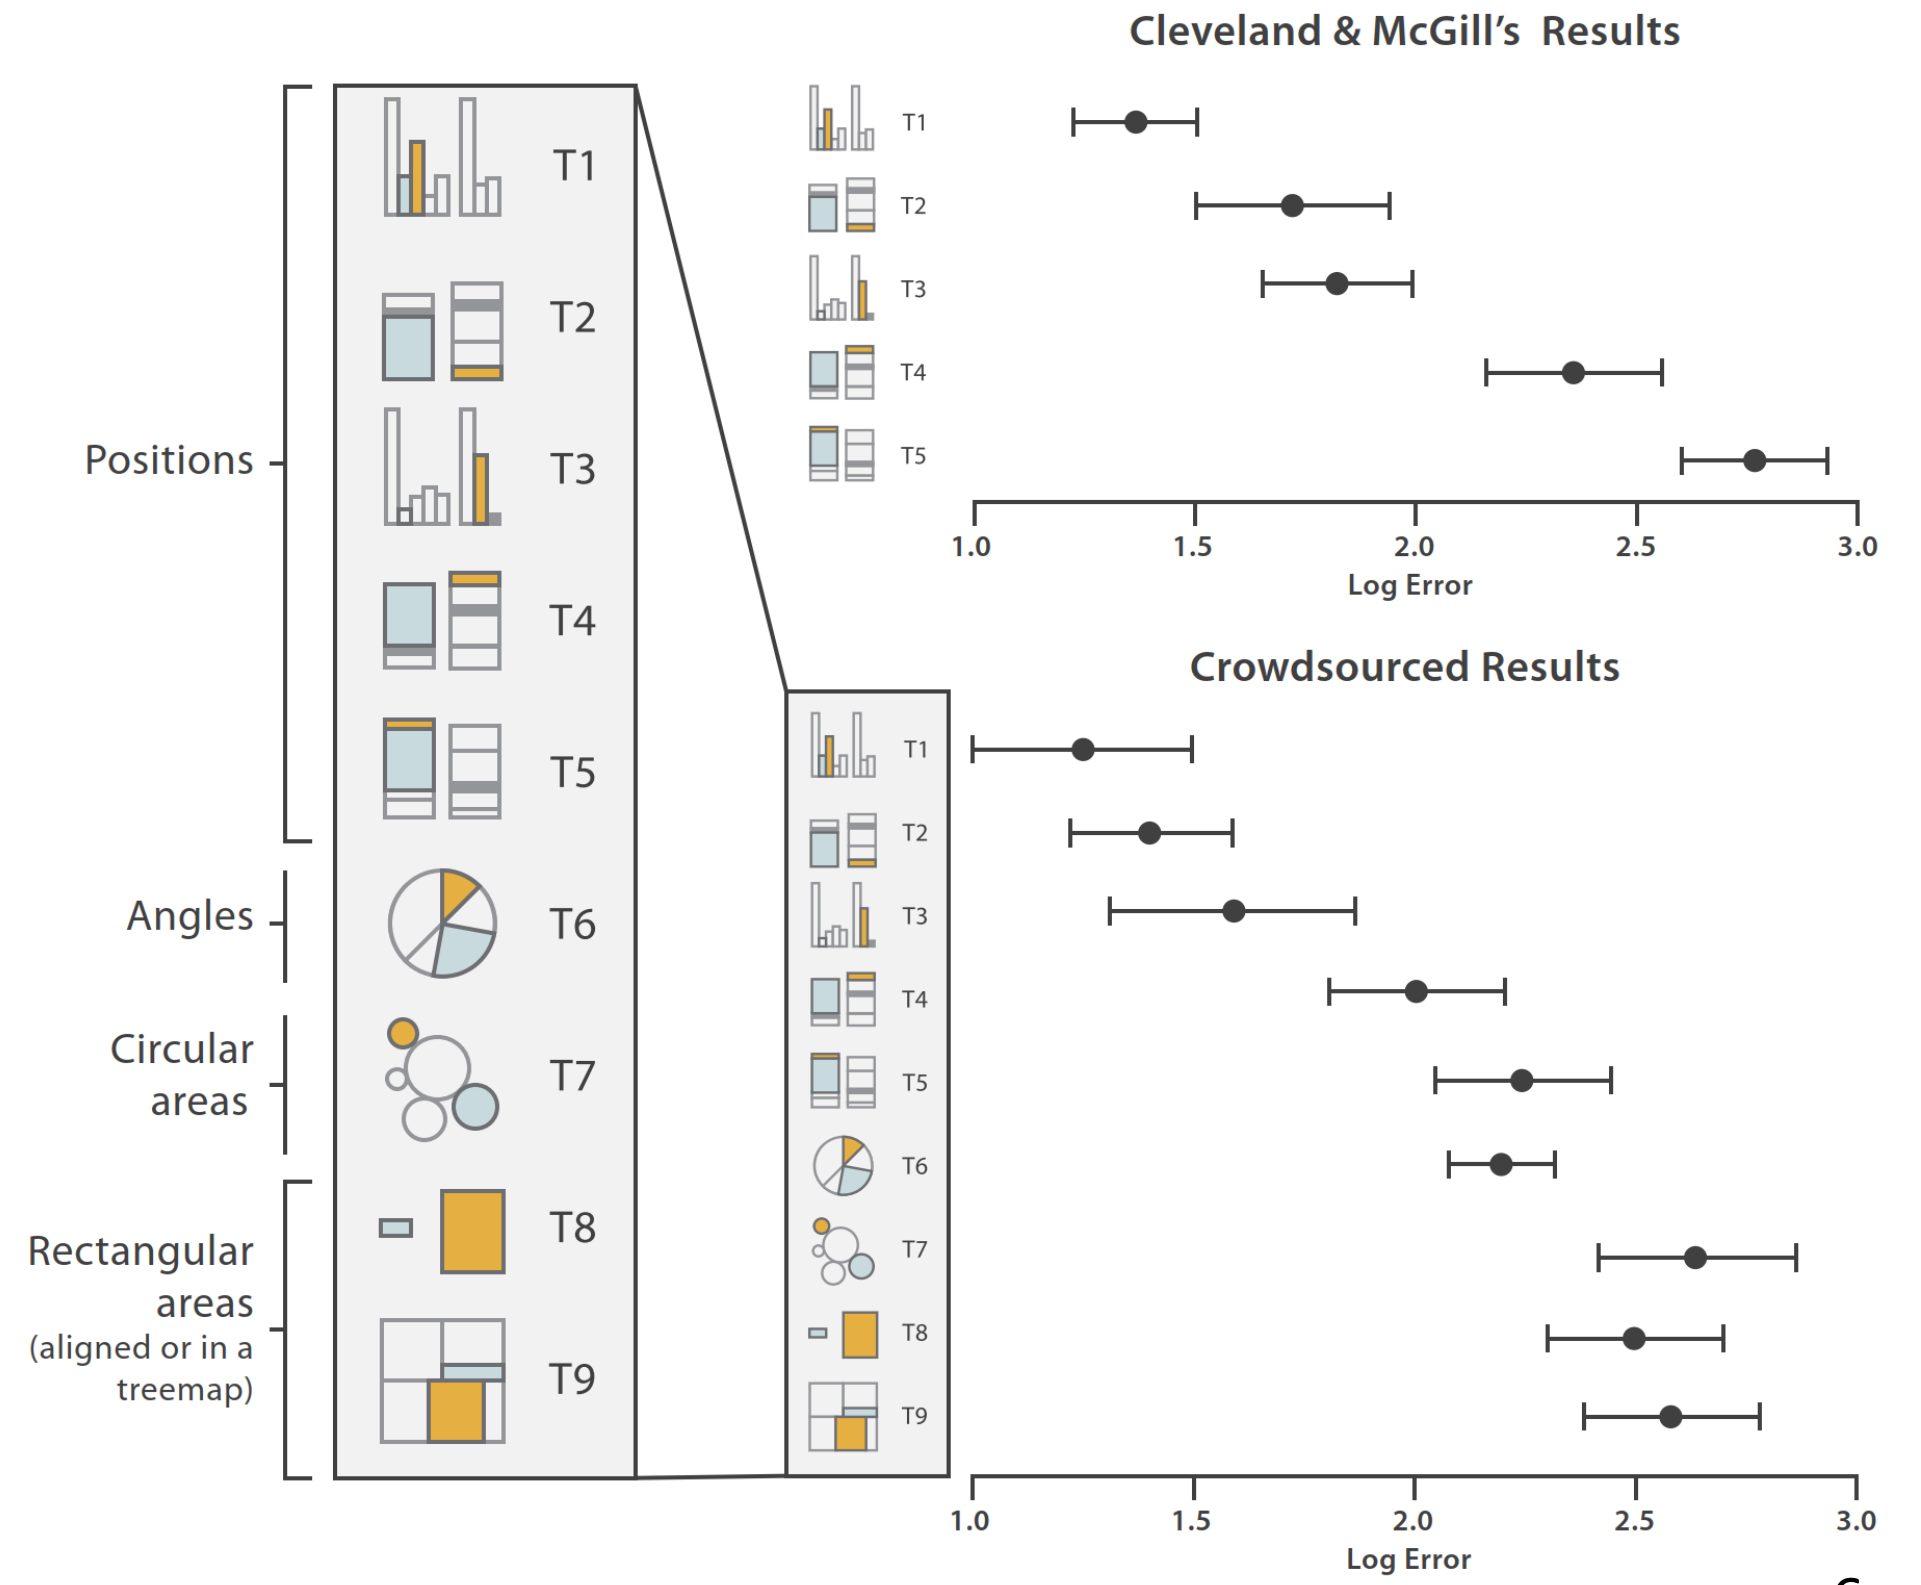 Cleveland & McGill's Results
T1
T2
T3
T4
T5
1.0 1.5 2.0 2.5 3.0
Log Error
Positions
T1
T2
T3
T4
T5
Angles
T6
Circular
areas
T7
Rectangular
areas
(aligned or in a
treemap)
T8
T9
Crowdsourced Results
T1
T2
T3
T4
T5
T6
T7
T8
T9
1.0 1.5 2.0 2.5 3.0
Log Error